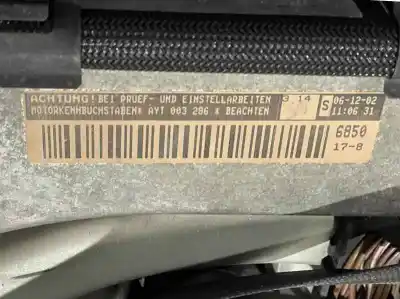 ACHTUNG! BEI PRUEF- UND EINSTELLARBEITEN
MOTORKENNBUCHSTABEN* AYT 003 286 * BEACHTEN
G 14
S
06-12-02
11:06 31
6850
17-8